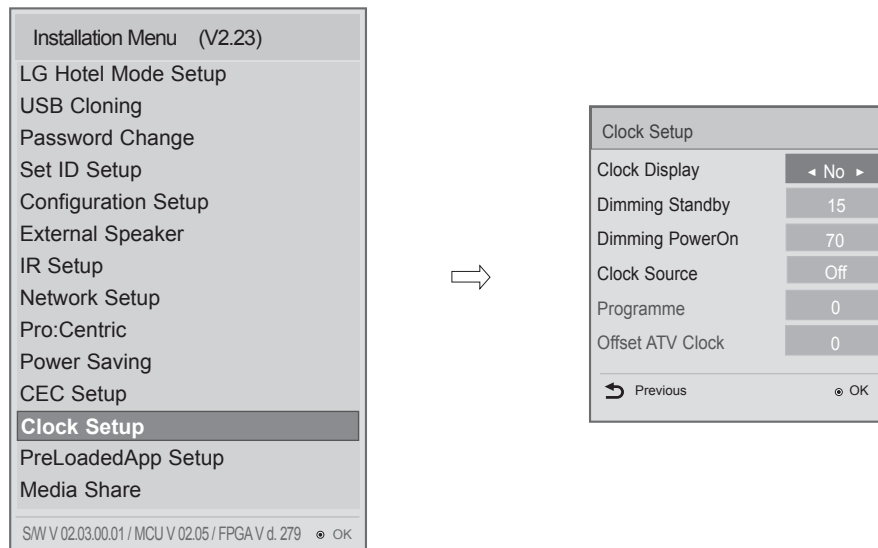 Installation Menu (V2.23)
LG Hotel Mode Setup
USB Cloning
Password Change
Set ID Setup
Configuration Setup
External Speaker
IR Setup
Network Setup
Pro:Centric
Power Saving
CEC Setup
Clock Setup
PreLoadedApp Setup
Media Share
S/W V 02.03.00.01 / MCU V 02.05 / FPGA V d. 279 ◉ OK
Clock Setup
Clock Display ◄ No ►
Dimming Standby 15
Dimming PowerOn 70
Clock Source Off
Programme 0
Offset ATV Clock 0
Previous ◉ OK